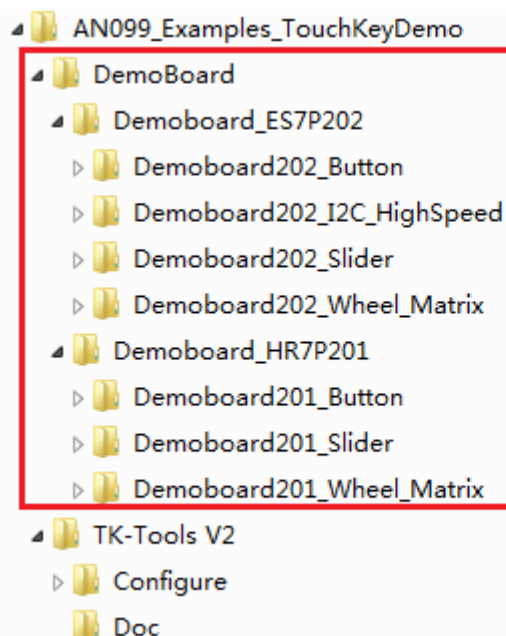 AN099_Examples_TouchKeyDemo
DemoBoard
Demoboard_ES7P202
Demoboard202_Button
Demoboard202_I2C_HighSpeed
Demoboard202_Slider
Demoboard202_Wheel_Matrix
Demoboard_HR7P201
Demoboard201_Button
Demoboard201_Slider
Demoboard201_Wheel_Matrix
TK-Tools V2
Configure
Doc